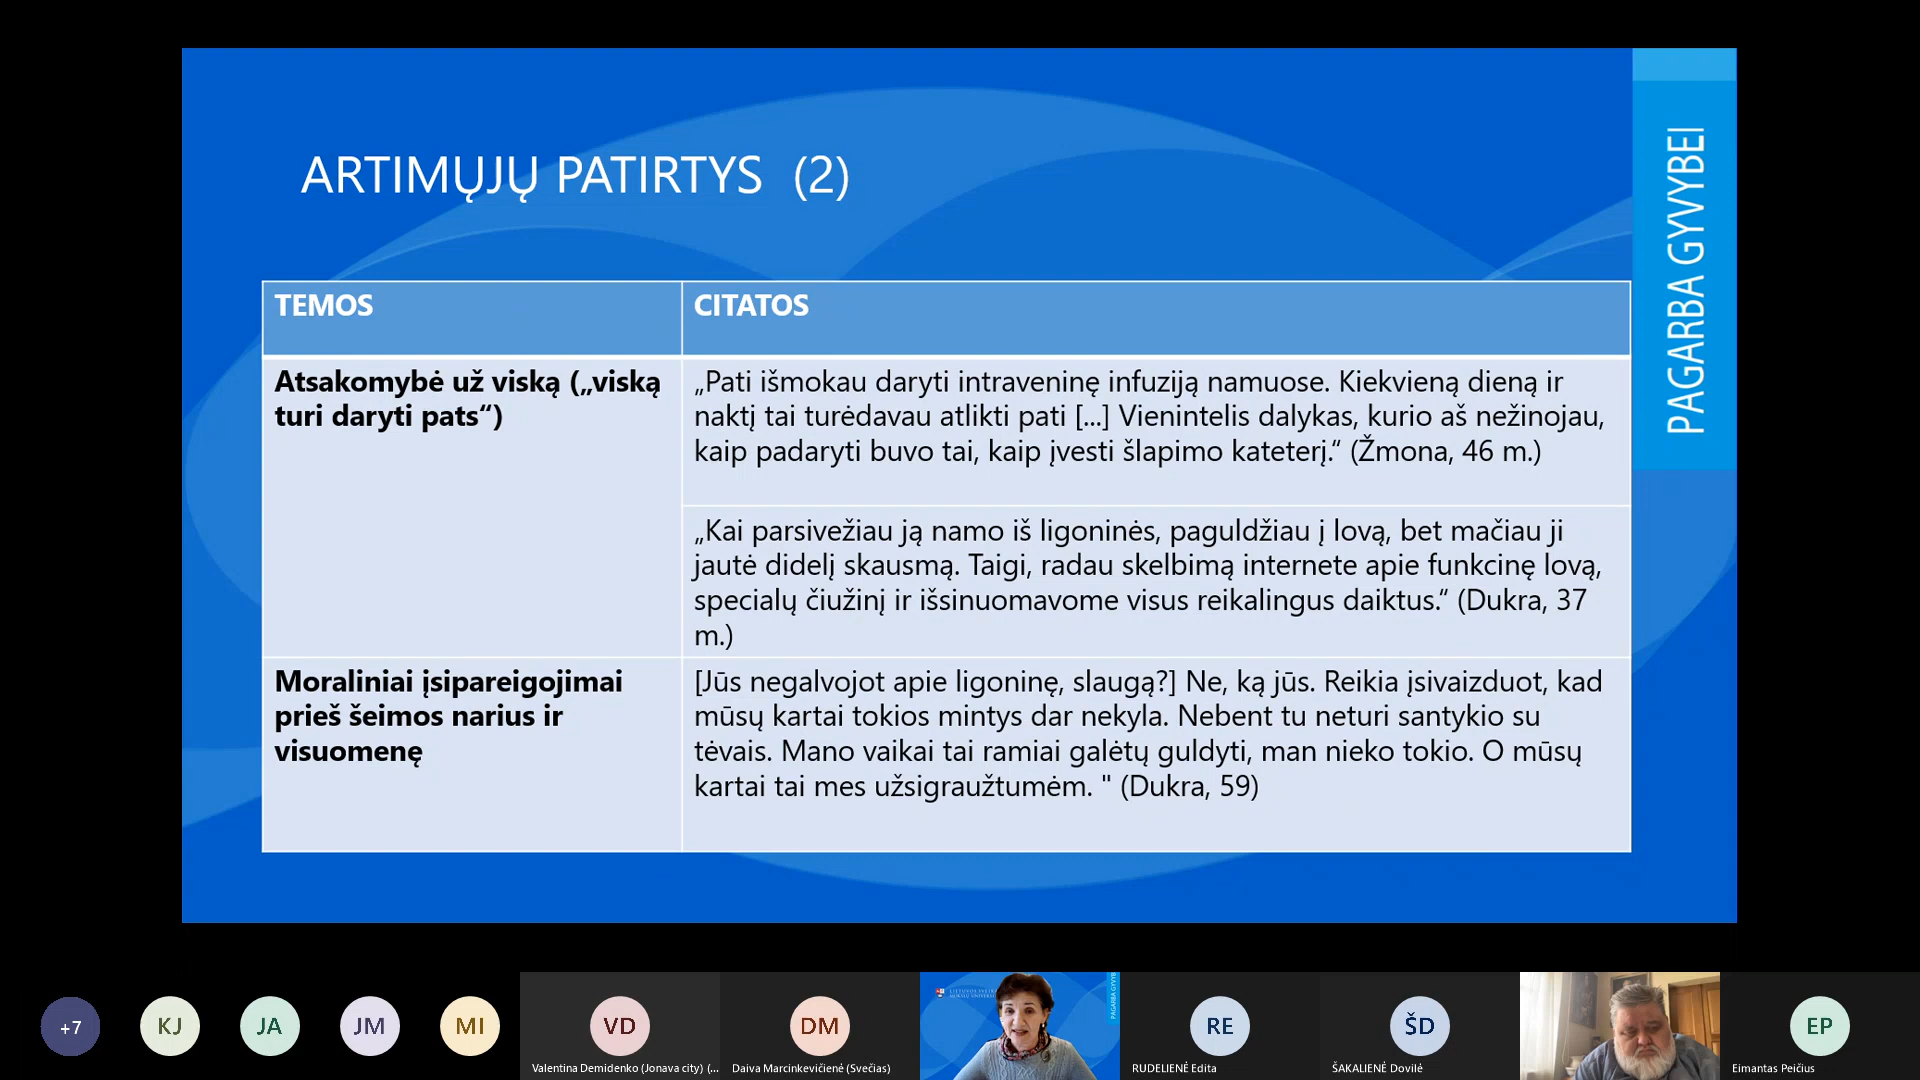 ARTIMŲJŲ PATIRTYS (2)
PAGARBA GYVYBEI
TEMOS
CITATOS
Atsakomybė už viską („viską
turi daryti pats“)
„Pati išmokau daryti intraveninę infuziją namuose. Kiekvieną dieną ir
naktį tai turėdavau atlikti pati [...] Vienintelis dalykas, kurio aš nežinojau,
kaip padaryti buvo tai, kaip įvesti šlapimo kateterį.“ (Žmona, 46 m.)
„Kai parsivežiau ją namo iš ligoninės, paguldžiau į lovą, bet mačiau ji
jautė didelį skausmą. Taigi, radau skelbimą internete apie funkcinę lovą,
specialų čiužinį ir išsinuomavome visus reikalingus daiktus.“ (Dukra, 37
m.)
Moraliniai įsipareigojimai
prieš šeimos narius ir
visuomenę
[Jūs negalvojot apie ligoninę, slaugą?] Ne, ką jūs. Reikia įsivaizduot, kad
mūsų kartai tokios mintys dar nekyla. Nebent tu neturi santykio su
tėvais. Mano vaikai tai ramiai galėtų guldyti, man nieko tokio. O mūsų
kartai tai mes užsigraužtumėm. " (Dukra, 59)
+7
KJ
JA
JM
MI
VD
Valentina Demidenko (Jonava city) (...
DM
Daiva Marcinkevičienė (Svečias)
RE
RUDELIENĖ Edita
ŠD
ŠAKALIENĖ Dovilė
EP
Eimantas Peičius